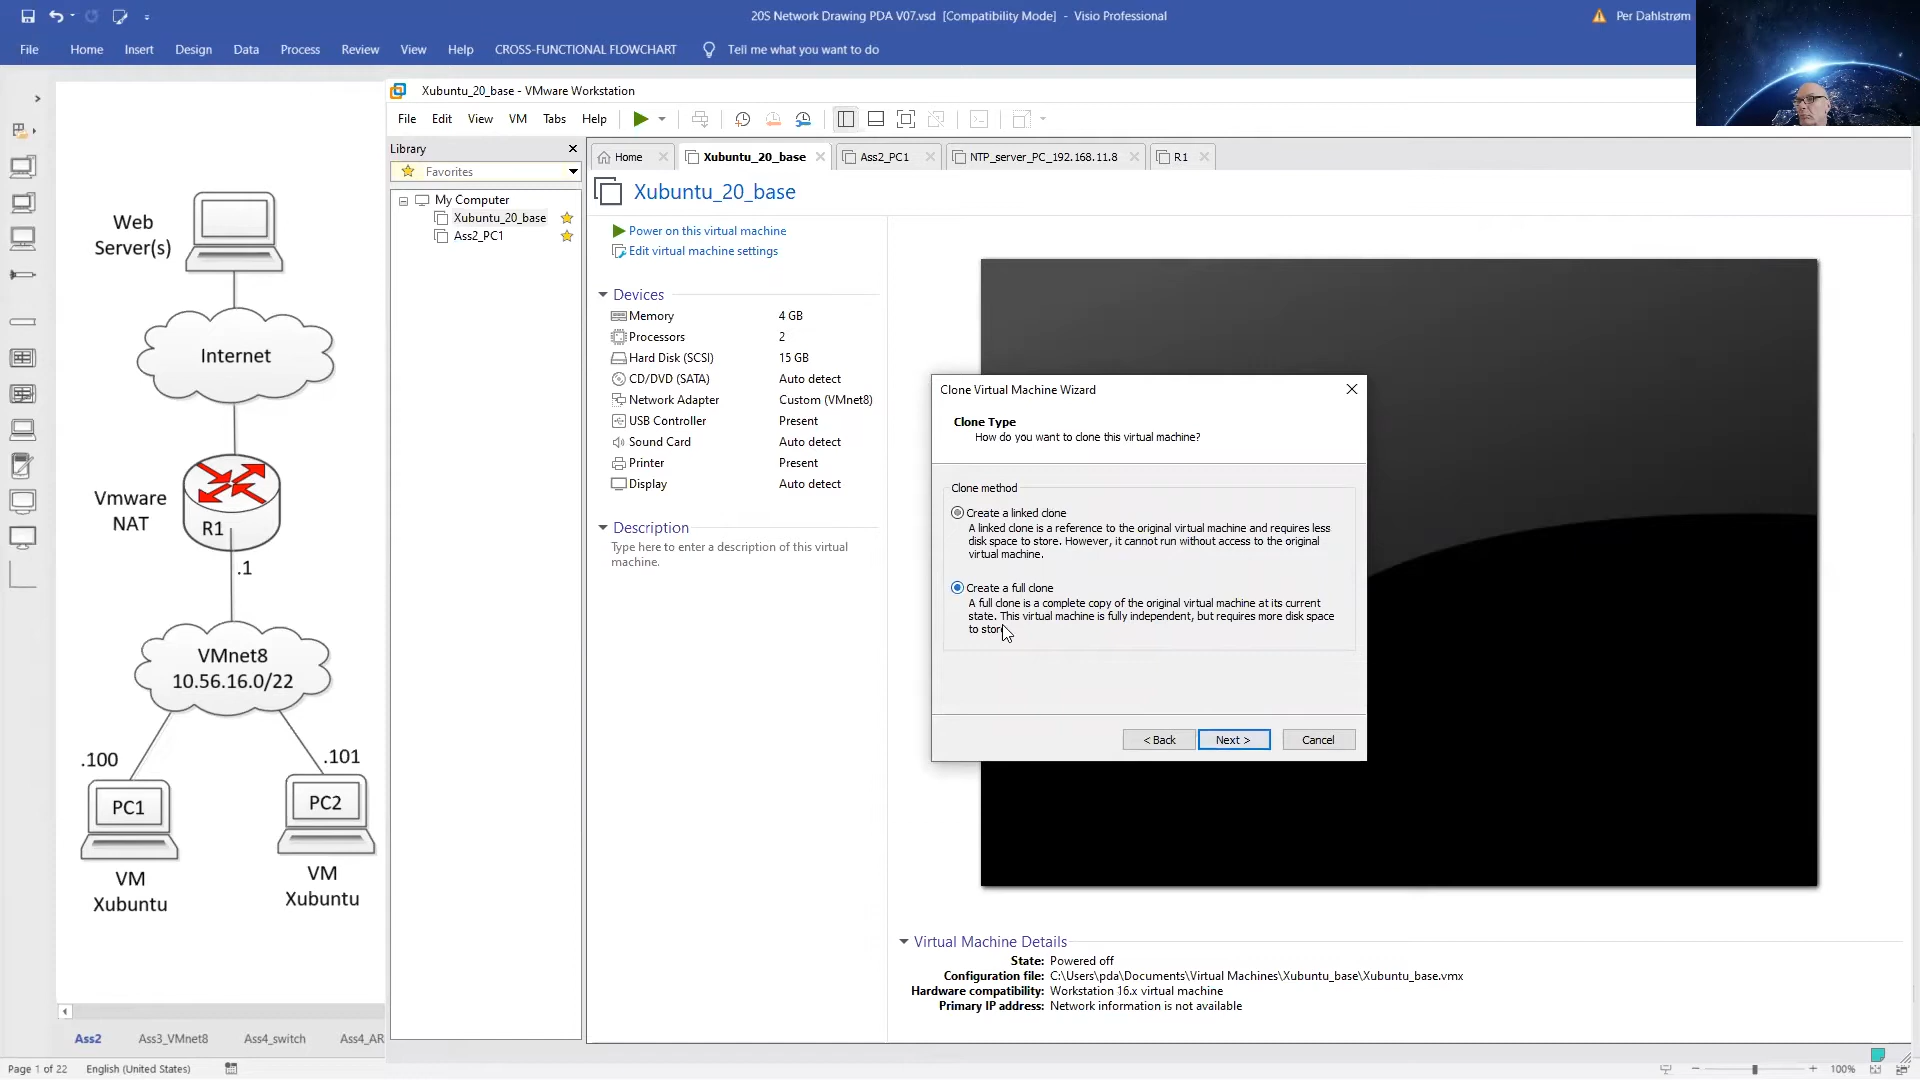 20S Network Drawing PDA V07.vsd [Compatibility Mode] - Visio Professional
Per Dahlstrøm
File Home Insert Design Data Process Review View Help CROSS-FUNCTIONAL FLOWCHART Tell me what you want to do
Web
Server(s)
Internet
Vmware
NAT
R1
.1
VMnet8
10.56.16.0/22
.100
.101
PC1
PC2
VM
Xubuntu
VM
Xubuntu
Ass2 Ass3_VMnet8 Ass4_switch Ass4_AR
Page 1 of 22 English (United States)
100%
Xubuntu_20_base - VMware Workstation
File Edit View VM Tabs Help
Library
Favorites
My Computer
Xubuntu_20_base
Ass2_PC1
Home Xubuntu_20_base Ass2_PC1 NTP_server_PC_192.168.11.8 R1
Xubuntu_20_base
Power on this virtual machine
Edit virtual machine settings
Devices
Memory 4 GB
Processors 2
Hard Disk (SCSI) 15 GB
CD/DVD (SATA) Auto detect
Network Adapter Custom (VMnet8)
USB Controller Present
Sound Card Auto detect
Printer Present
Display Auto detect
Description
Type here to enter a description of this virtual
machine.
Clone Virtual Machine Wizard
Clone Type
How do you want to clone this virtual machine?
Clone method
Create a linked clone
A linked clone is a reference to the original virtual machine and requires less
disk space to store. However, it cannot run without access to the original
virtual machine.
Create a full clone
A full clone is a complete copy of the original virtual machine at its current
state. This virtual machine is fully independent, but requires more disk space
to stor
< Back Next > Cancel
Virtual Machine Details
State: Powered off
Configuration file: C:\Users\pda\Documents\Virtual Machines\Xubuntu_base\Xubuntu_base.vmx
Hardware compatibility: Workstation 16.x virtual machine
Primary IP address: Network information is not available